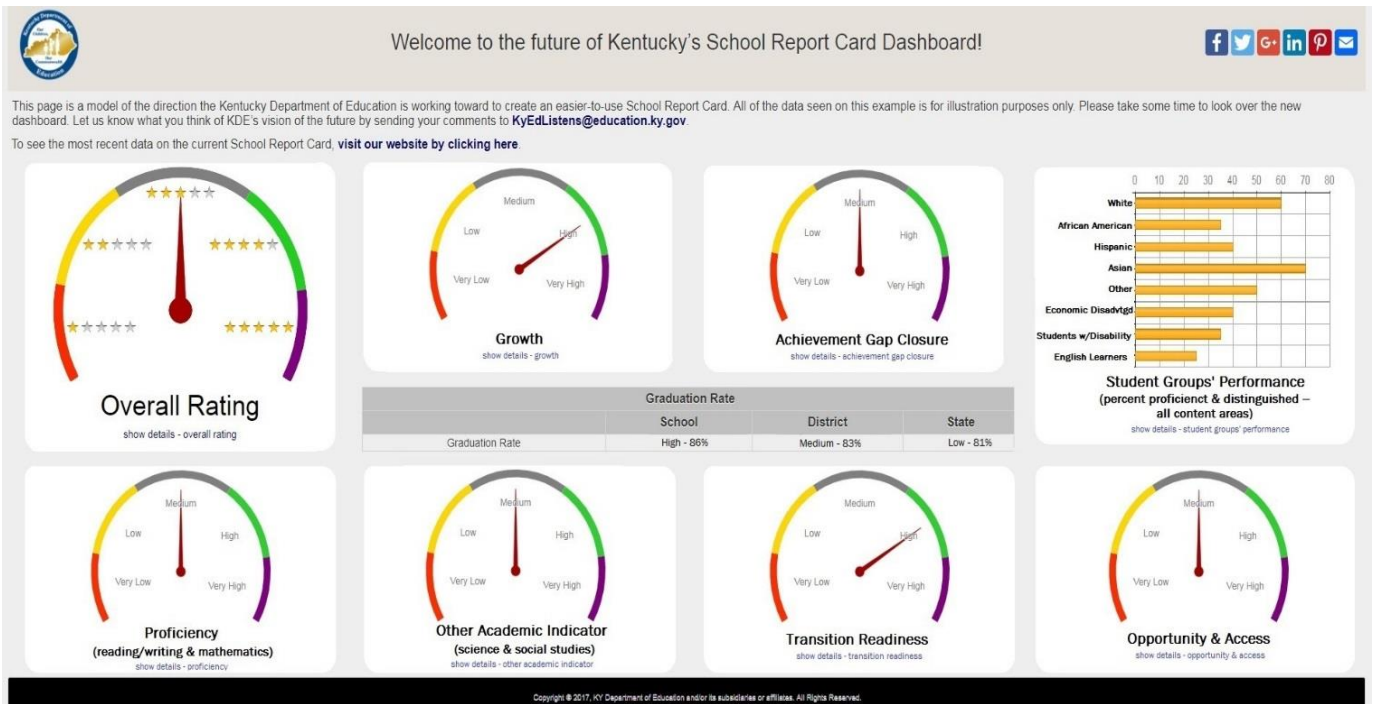 Kentucky Department of
Education
Our
Children,
Our
Commonwealth
Welcome to the future of Kentucky's School Report Card Dashboard!
f G+ in
This page is a model of the direction the Kentucky Department of Education is working toward to create an easier-to-use School Report Card. All of the data seen on this example is for illustration purposes only. Please take some time to look over the new
dashboard. Let us know what you think of KDE's vision of the future by sending your comments to KyEdListens@education.ky.gov.
To see the most recent data on the current School Report Card, visit our website by clicking here.
Overall Rating
show details - overall rating
Medium
Low
High
Very Low
Very High
Growth
show details - growth
Medium
Low
High
Very Low
Very High
Achievement Gap Closure
show details - achievement gap closure
0 10 20 30 40 50 60 70 80
White
African American
Hispanic
Asian
Other
Economic Disadvtgd
Students w/Disability
English Learners
Student Groups' Performance
(percent proficienct & distinguished –
all content areas)
show details - student groups' performance
Graduation Rate
School District State
Graduation Rate High - 86% Medium - 83% Low - 81%
Medium
Low
High
Very Low
Very High
Proficiency
(reading/writing & mathematics)
show details - proficiency
Medium
Low
High
Very Low
Very High
Other Academic Indicator
(science & social studies)
show details - other academic indicator
Medium
Low
High
Very Low
Very High
Transition Readiness
show details - transition readiness
Medium
Low
High
Very Low
Very High
Opportunity & Access
show details - opportunity & access
Copyright © 2017, KY Department of Education and/or its subsidiaries or affiliates. All Rights Reserved.